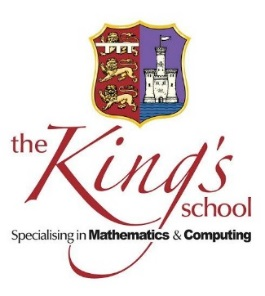 the
King's
school
Specialising in Mathematics & Computing